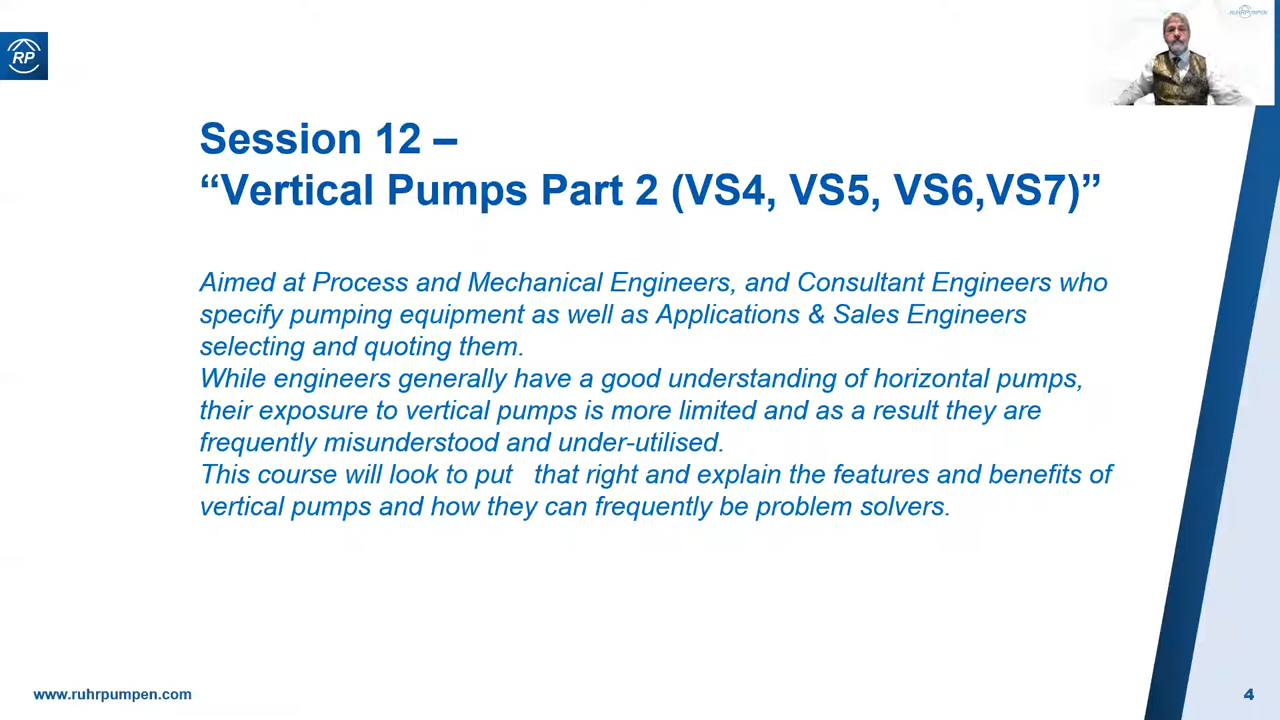 RUHRPUMPEN
RP
Session 12 –
“Vertical Pumps Part 2 (VS4, VS5, VS6,VS7)”
Aimed at Process and Mechanical Engineers, and Consultant Engineers who
specify pumping equipment as well as Applications & Sales Engineers
selecting and quoting them.
While engineers generally have a good understanding of horizontal pumps,
their exposure to vertical pumps is more limited and as a result they are
frequently misunderstood and under-utilised.
This course will look to put   that right and explain the features and benefits of
vertical pumps and how they can frequently be problem solvers.
www.ruhrpumpen.com
4